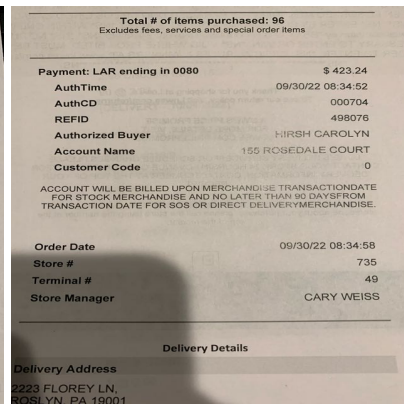 Total # of items purchased: 96
Excludes fees, services and special order items
Payment: LAR ending in 0080 $ 423.24
AuthTime 09/30/22 08:34:52
AuthCD 000704
REFID 498076
Authorized Buyer HIRSH CAROLYN
Account Name 155 ROSEDALE COURT
Customer Code 0
ACCOUNT WILL BE BILLED UPON MERCHANDISE TRANSACTIONDATE
FOR STOCK MERCHANDISE AND NO LATER THAN 90 DAYSFROM
TRANSACTION DATE FOR SOS OR DIRECT DELIVERYMERCHANDISE.
Order Date 09/30/22 08:34:58
Store # 735
Terminal # 49
Store Manager CARY WEISS
Delivery Details
Delivery Address
2223 FLOREY LN,
ROSLYN, PA 19001